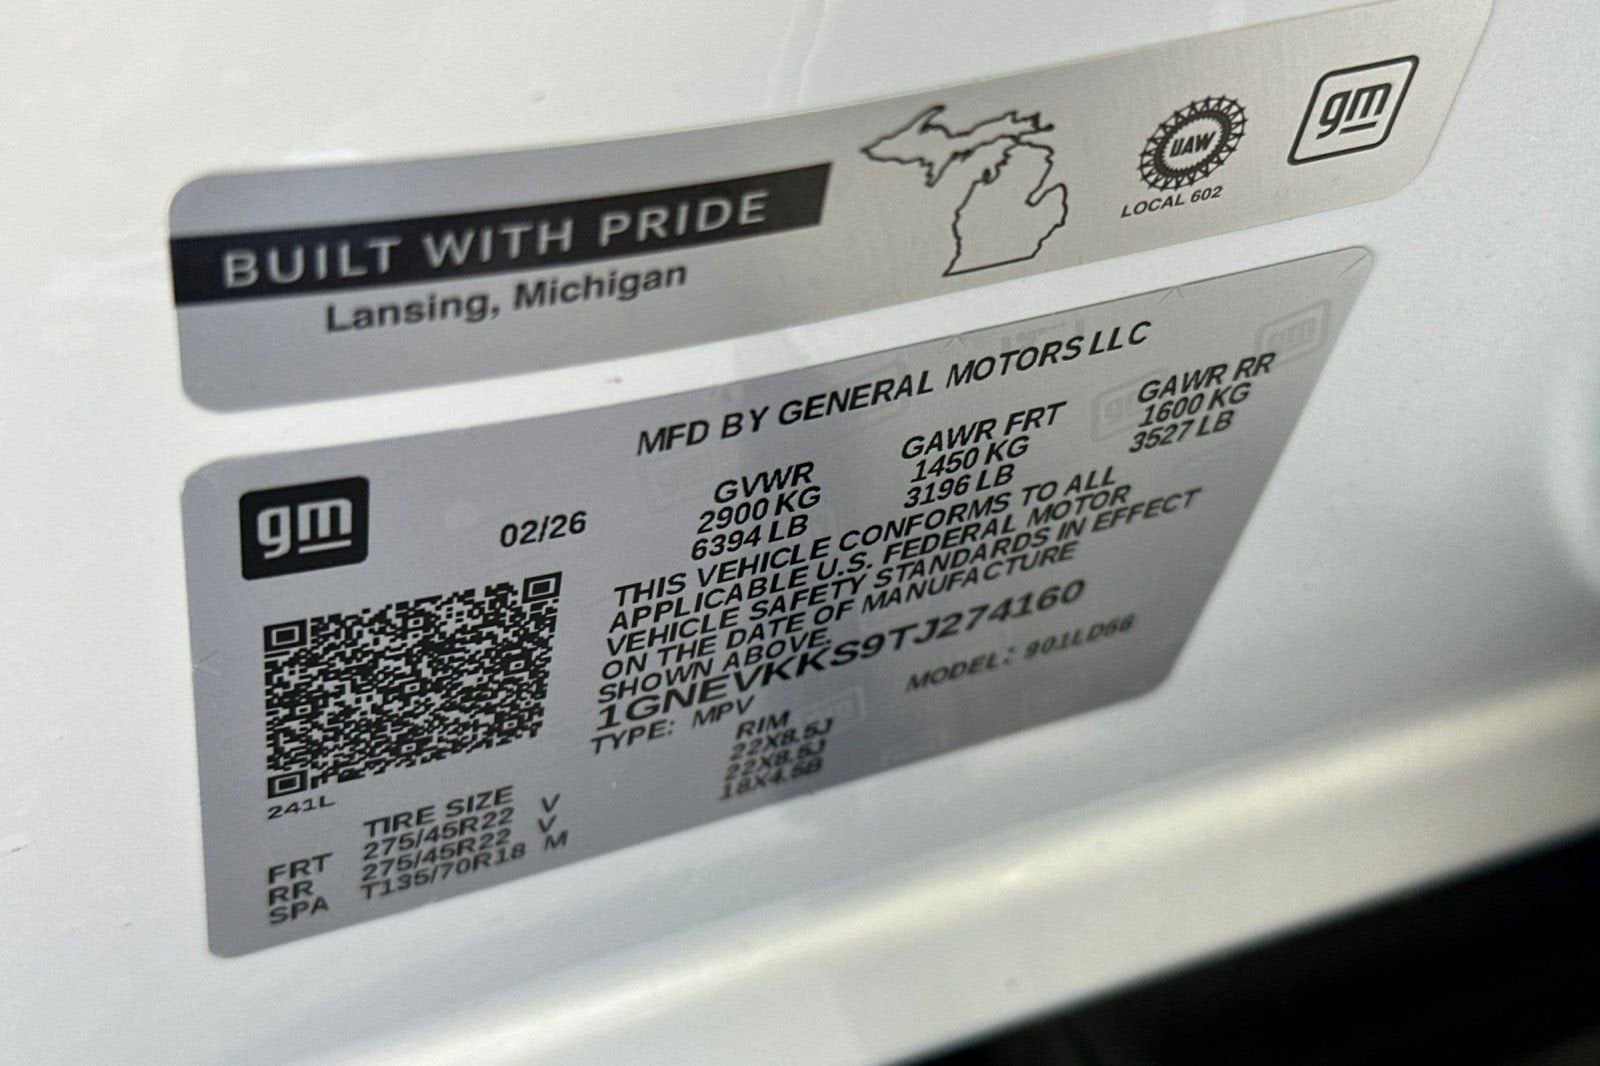 BUILT WITH PRIDE
Lansing, Michigan
UAW
LOCAL 602
gm
MFD BY GENERAL MOTORS LLC
gm
02/26
GVWR GAWR FRT GAWR RR
2900 KG 1450 KG 1600 KG
6394 LB 3196 LB 3527 LB
THIS VEHICLE CONFORMS TO ALL
APPLICABLE U.S. FEDERAL MOTOR
VEHICLE SAFETY STANDARDS IN EFFECT
ON THE DATE OF MANUFACTURE
SHOWN ABOVE.
1GNEVKKS9TJ274160
TYPE: MPV MODEL: 901LD56
241L
TIRE SIZE RIM
FRT 275/45R22 V 22X8.5J
RR 275/45R22 V 22X8.5J
SPA T135/70R18 M 18X4.5B